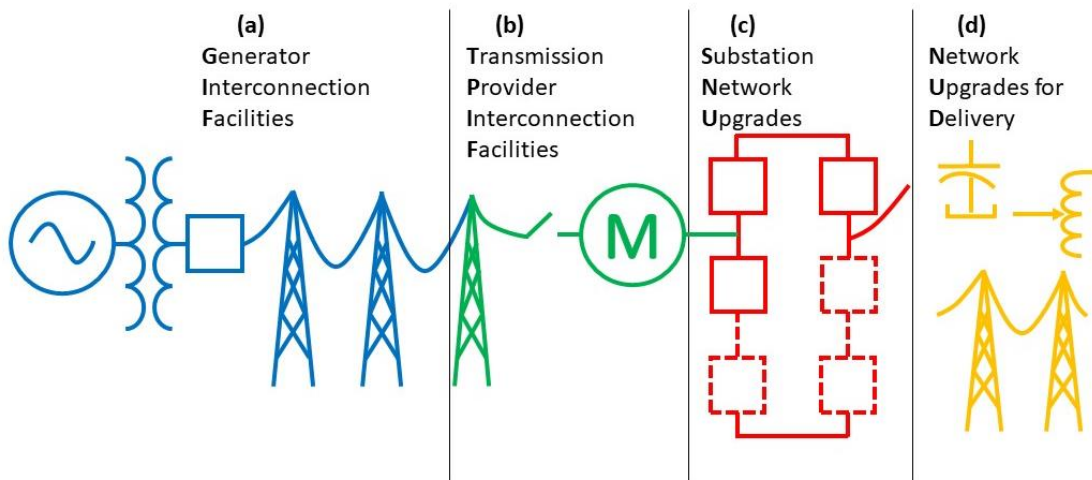 (a)
Generator
Interconnection
Facilities
(b)
Transmission
Provider
Interconnection
Facilities
(c)
Substation
Network
Upgrades
(d)
Network
Upgrades for
Delivery
M